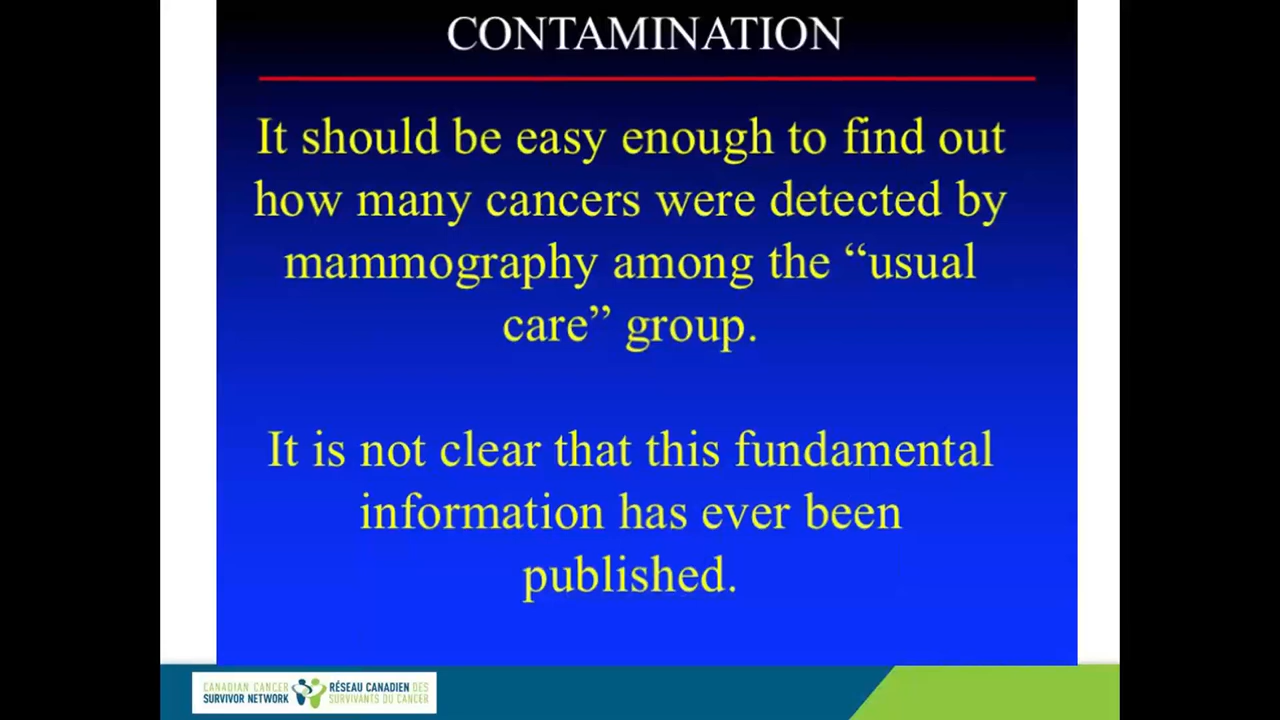 CONTAMINATION
It should be easy enough to find out
how many cancers were detected by
mammography among the “usual
care” group.
It is not clear that this fundamental
information has ever been
published.
CANADIAN CANCER
SURVIVOR NETWORK
RÉSEAU CANADIEN DES
SURVIVANTS DU CANCER